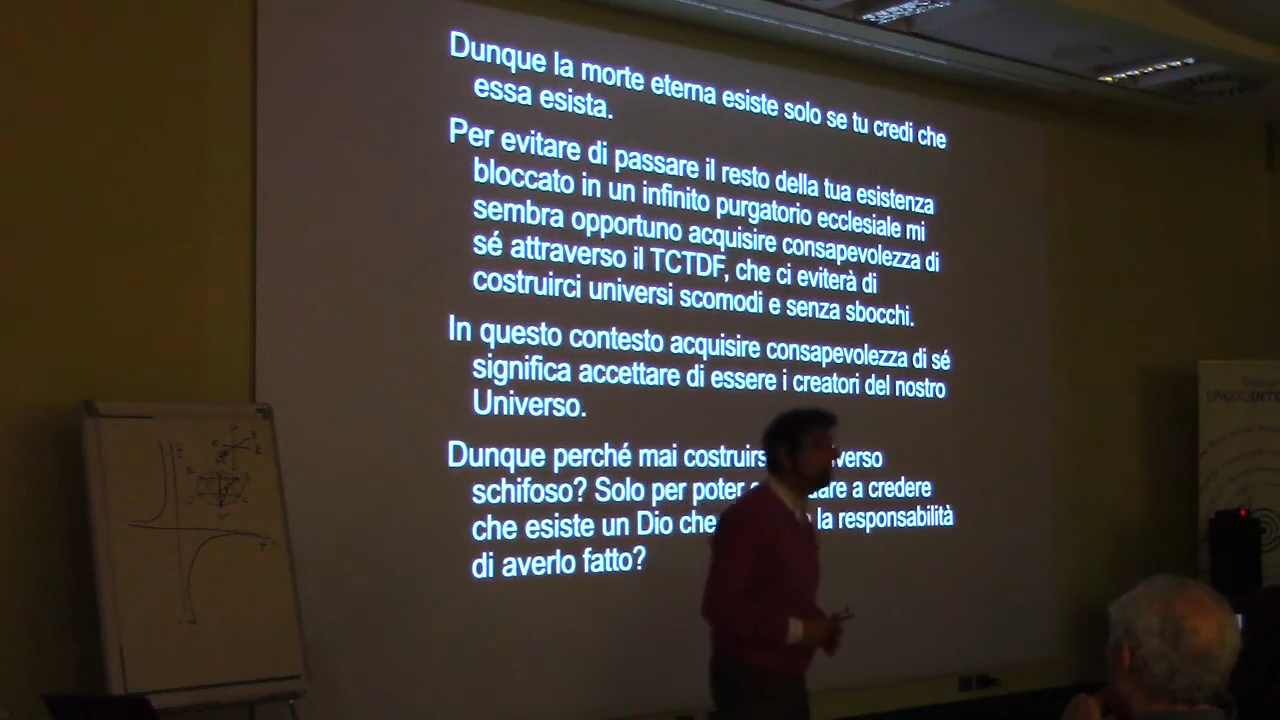 Dunque la morte eterna esiste solo se tu credi che
essa esista.
Per evitare di passare il resto della tua esistenza
bloccato in un infinito purgatorio ecclesiale mi
sembra opportuno acquisire consapevolezza di
sé attraverso il TCTDF, che ci eviterà di
costruirci universi scomodi e senza sbocchi.
In questo contesto acquisire consapevolezza di sé
significa accettare di essere i creatori del nostro
Universo.
Dunque perché mai costruirs verso
schifoso? Solo per poter are a credere
che esiste un Dio che la responsabilità
di averlo fatto?